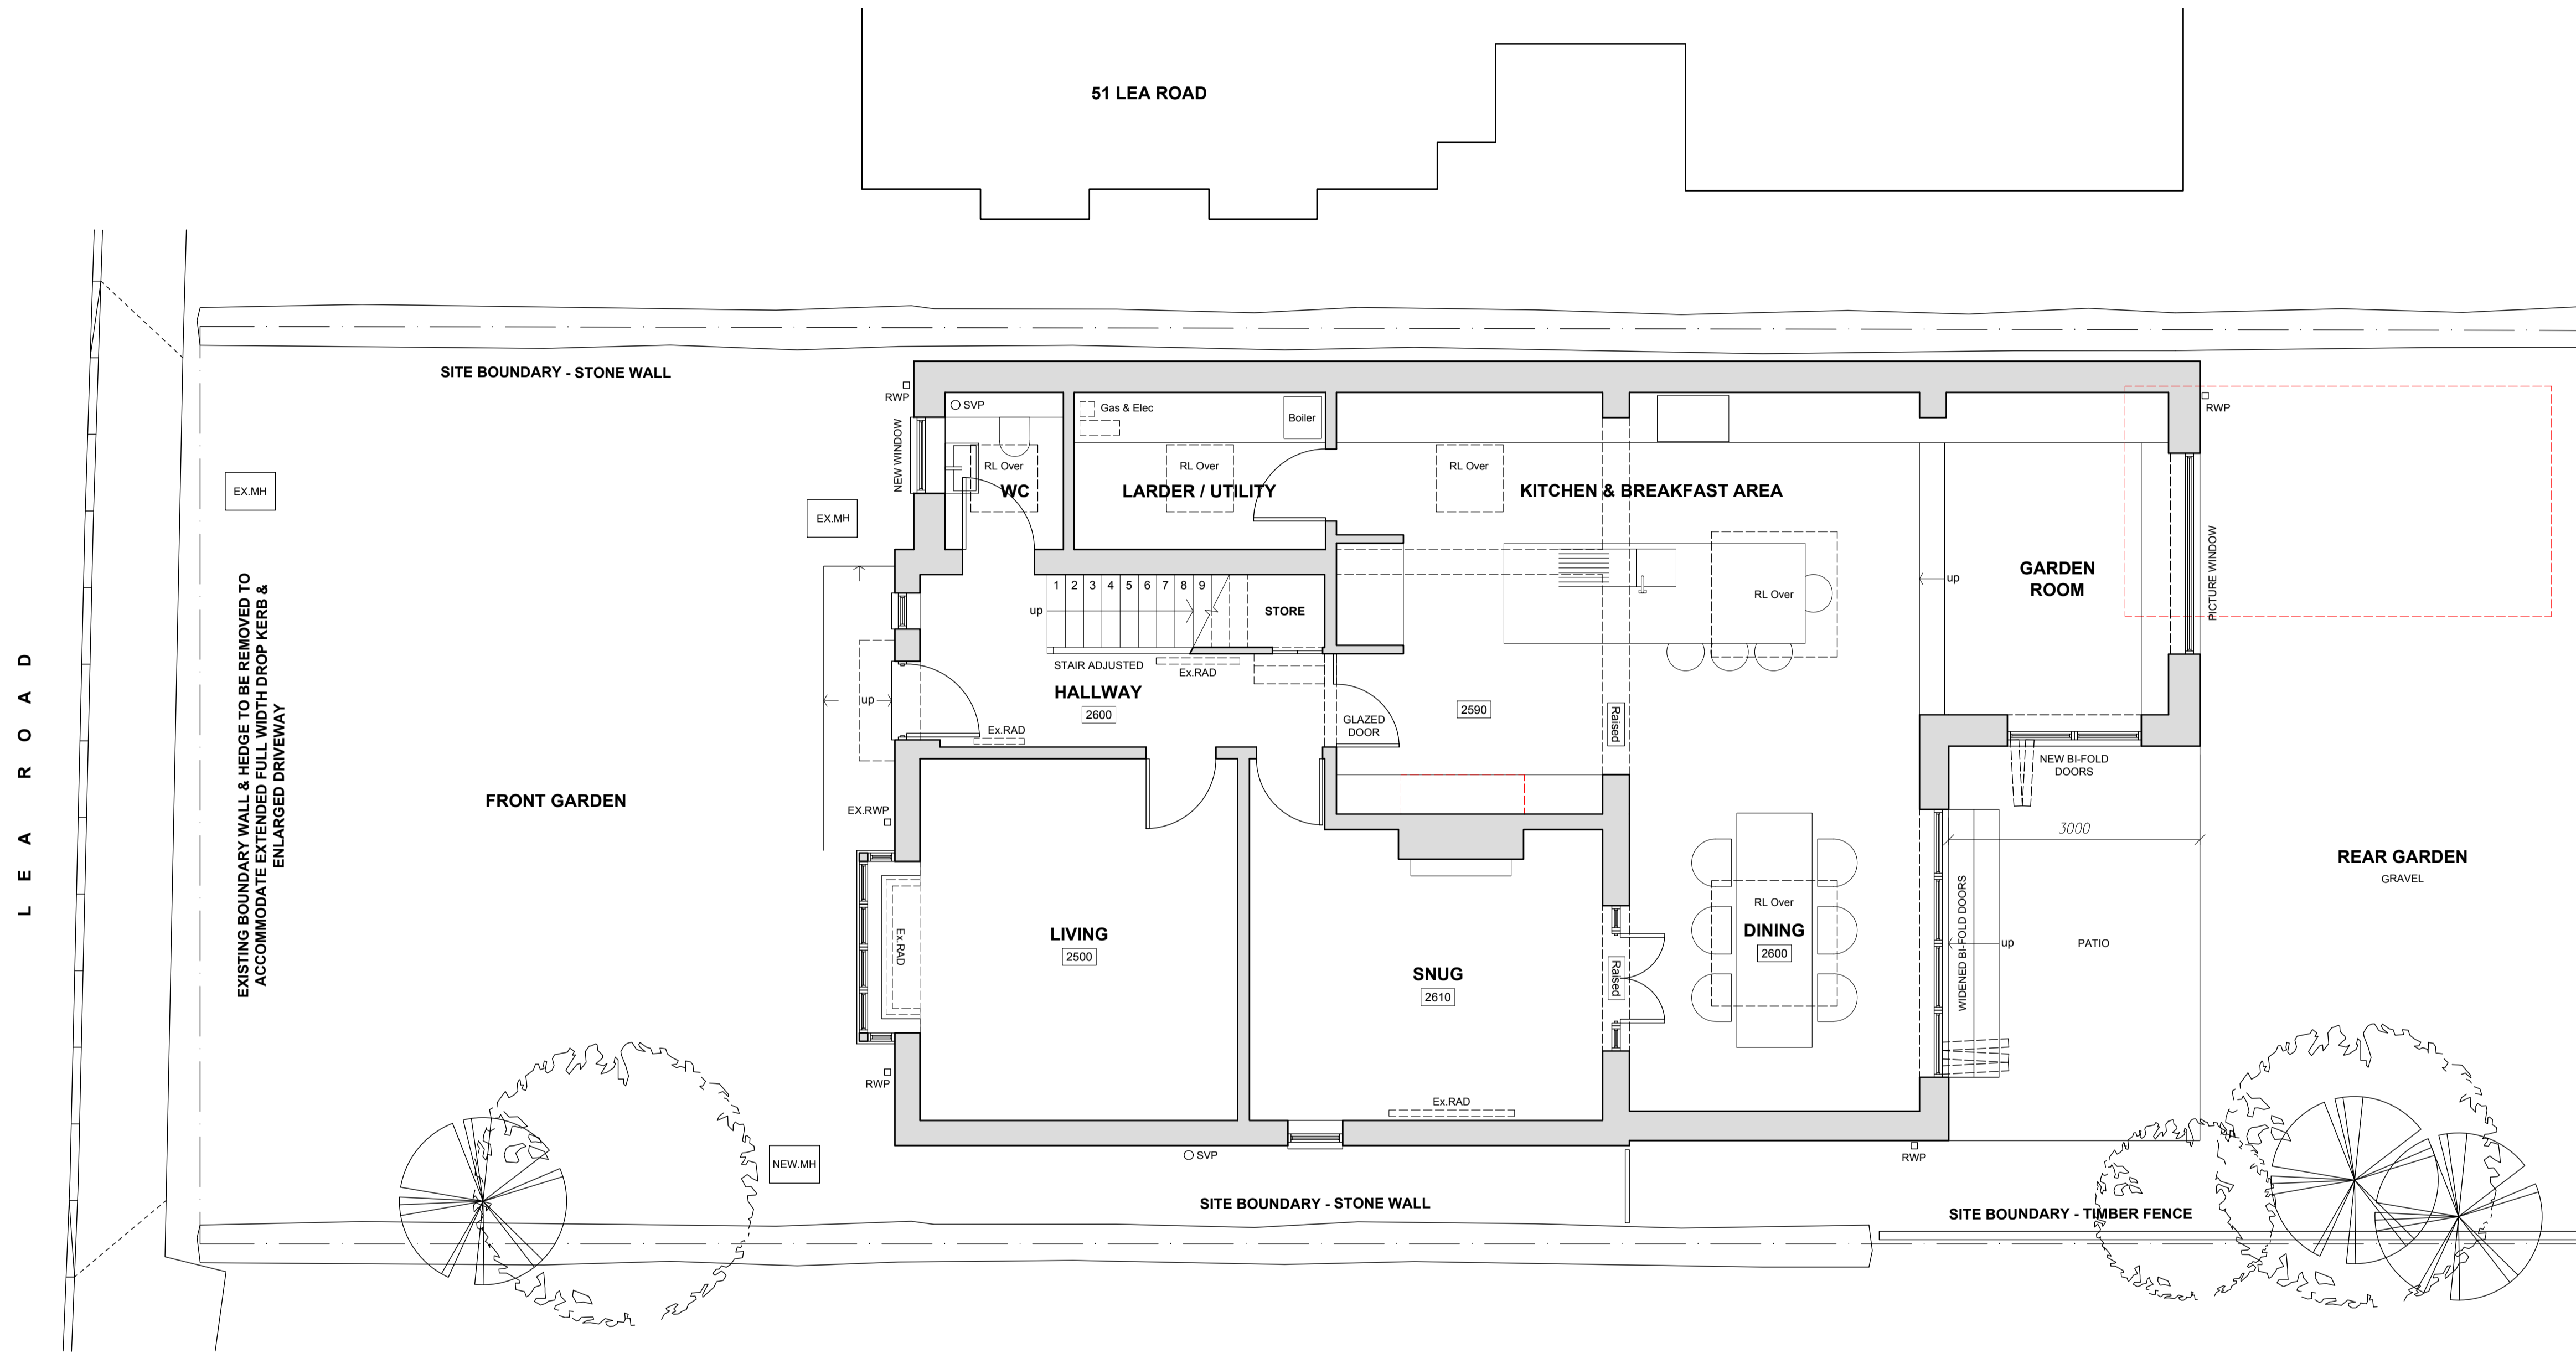 51 LEA ROAD
SITE BOUNDARY - STONE WALL
RWP
SVP
Gas & Elec
Boiler
RWP
NEW WINDOW
RL Over
RL Over
RL Over
EX.MH
WC
LARDER / UTILITY
KITCHEN & BREAKFAST AREA
EX.MH
PICTURE WINDOW
GARDEN
ROOM
up
1 2 3 4 5 6 7 8 9
up
STORE
RL Over
STAIR ADJUSTED
Ex.RAD
HALLWAY
2600
up
Ex.RAD
GLAZED
DOOR
2590
Raised
NEW BI-FOLD
DOORS
L E A R O A D
EXISTING BOUNDARY WALL & HEDGE TO BE REMOVED TO
ACCOMMODATE EXTENDED FULL WIDTH DROP KERB &
ENLARGED DRIVEWAY
FRONT GARDEN
EX.RWP
3000
REAR GARDEN
GRAVEL
Ex.RAD
LIVING
2500
SNUG
2610
Raised
RL Over
DINING
2600
WIDENED BI-FOLD DOORS
up
PATIO
RWP
Ex.RAD
NEW.MH
SVP
RWP
SITE BOUNDARY - STONE WALL
SITE BOUNDARY - TIMBER FENCE